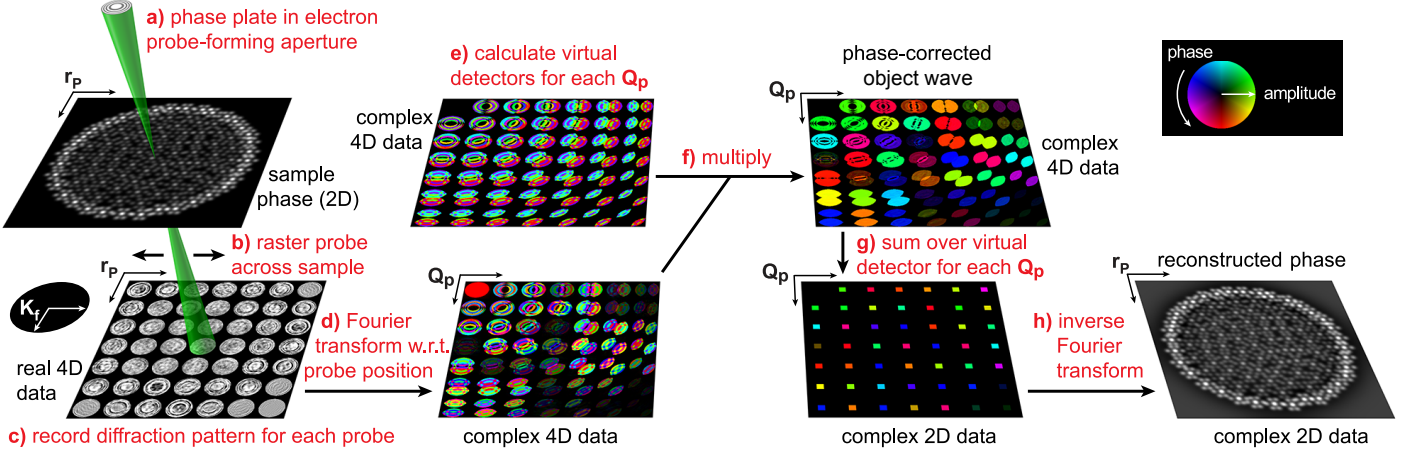 a) phase plate in electron
probe-forming aperture
r_P
sample
phase (2D)
b) raster probe
across sample
r_P
K_f
real 4D
data
c) record diffraction pattern for each probe
d) Fourier
transform w.r.t.
probe position
e) calculate virtual
detectors for each Q_p
complex
4D data
Q_p
complex 4D data
f) multiply
phase-corrected
object wave
Q_p
complex
4D data
g) sum over virtual
detector for each Q_p
Q_p
complex 2D data
h) inverse
Fourier
transform
r_P
reconstructed phase
complex 2D data
phase
amplitude